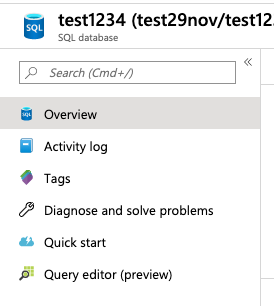 test1234 (test29nov/test12
SQL database
Search (Cmd+/)
Overview
Activity log
Tags
Diagnose and solve problems
Quick start
Query editor (preview)